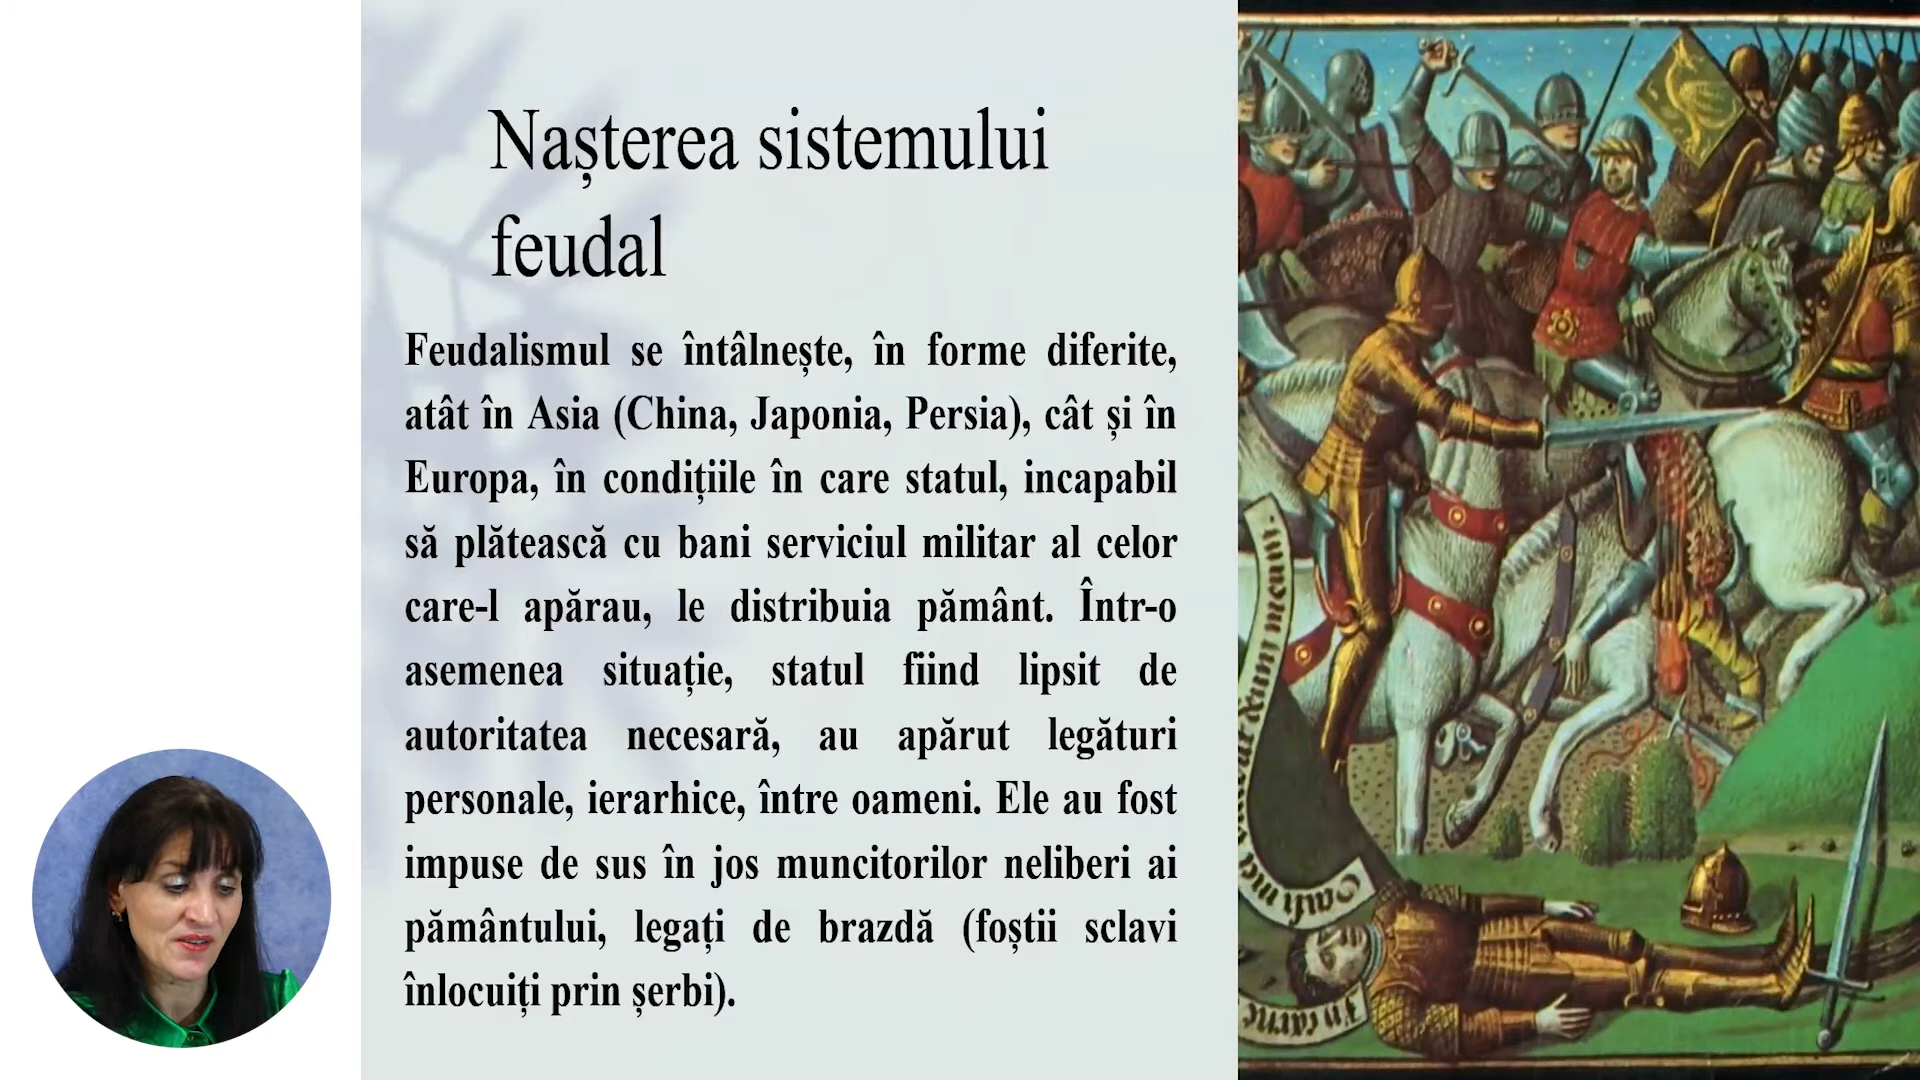 Nașterea sistemului
feudal
Feudalismul se întâlnește, în forme diferite,
atât în Asia (China, Japonia, Persia), cât și în
Europa, în condițiile în care statul, incapabil
să plătească cu bani serviciul militar al celor
care-l apărau, le distribuia pământ. Într-o
asemenea situație, statul fiind lipsit de
autoritatea necesară, au apărut legături
personale, ierarhice, între oameni. Ele au fost
impuse de sus în jos muncitorilor neliberi ai
pământului, legați de brazdă (foștii sclavi
înlocuiți prin șerbi).
meum
In carne